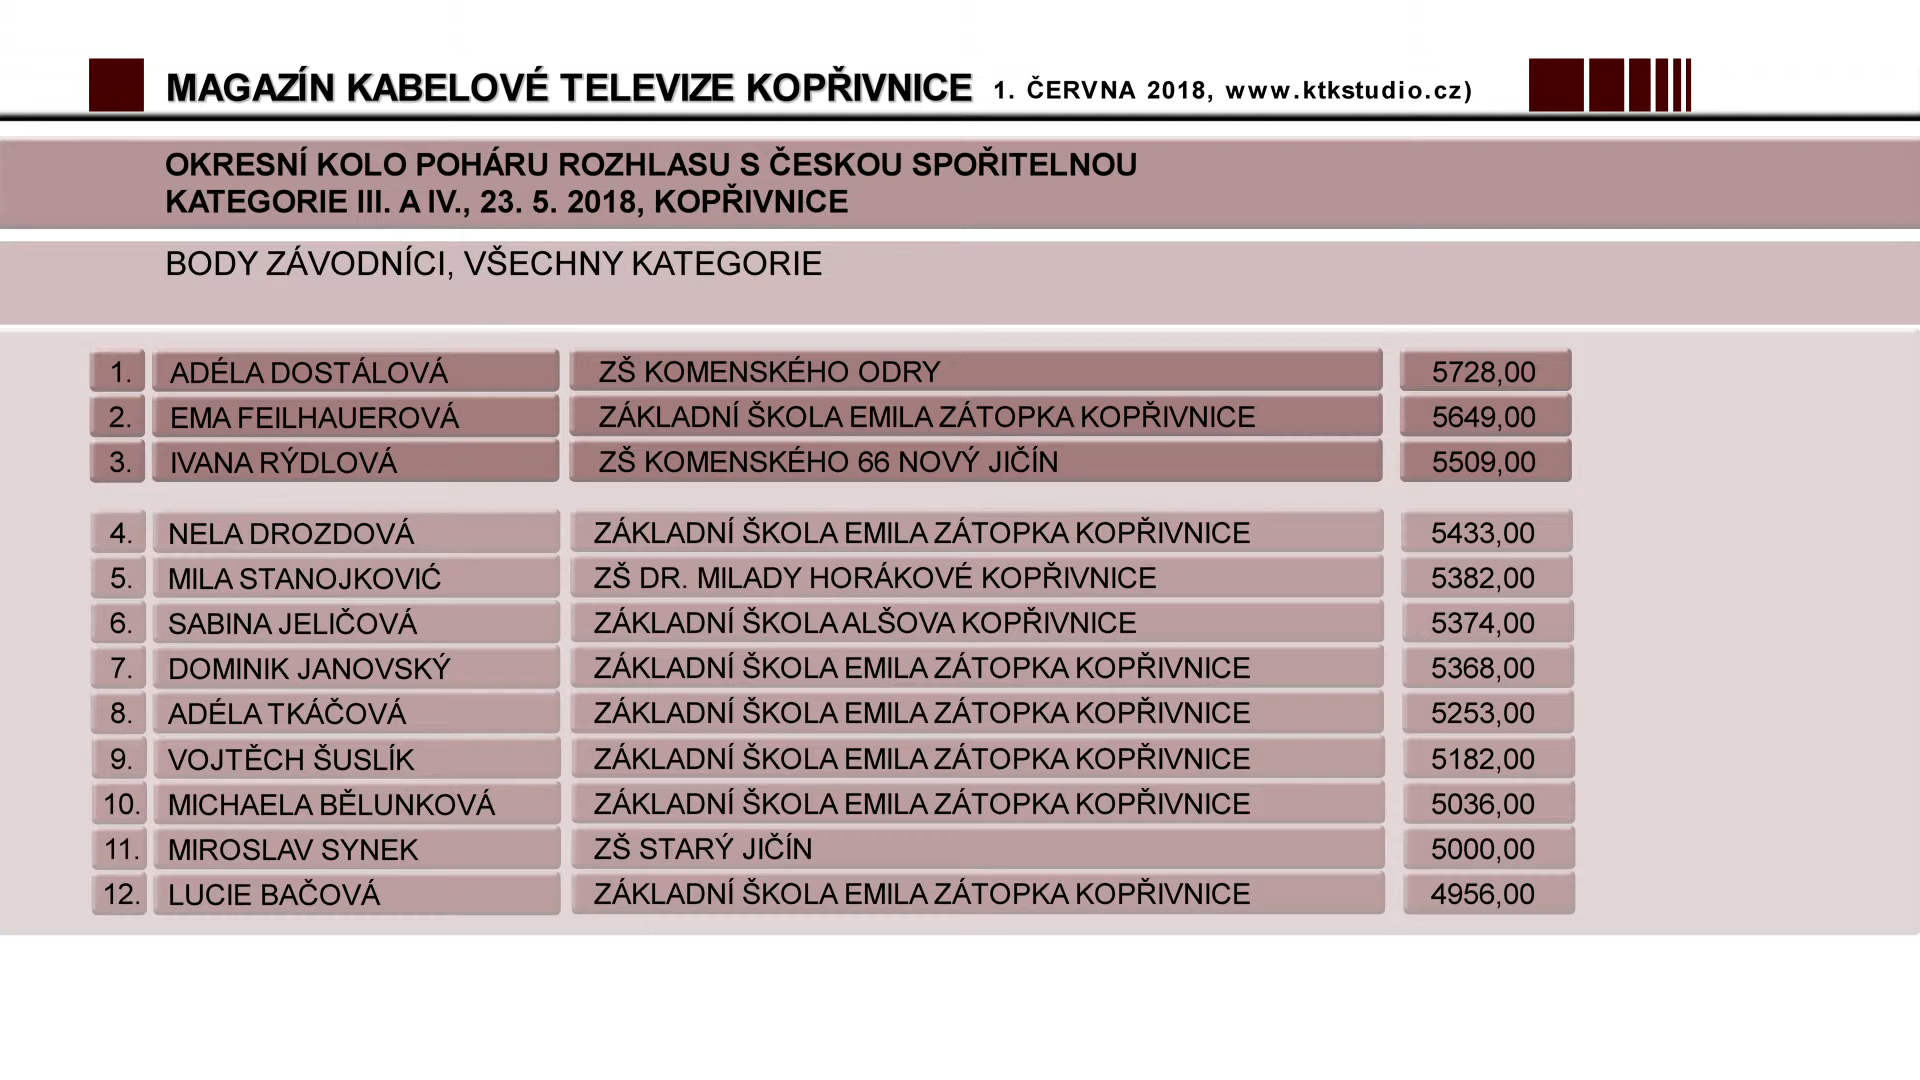 MAGAZÍN KABELOVÉ TELEVIZE KOPŘIVNICE 1. ČERVNA 2018, www.ktkstudio.cz)
OKRESNÍ KOLO POHÁRU ROZHLASU S ČESKOU SPOŘITELNOU
KATEGORIE III. A IV., 23. 5. 2018, KOPŘIVNICE
BODY ZÁVODNÍCI, VŠECHNY KATEGORIE
1. ADÉLA DOSTÁLOVÁ ZŠ KOMENSKÉHO ODRY 5728,00
2. EMA FEILHAUEROVÁ ZÁKLADNÍ ŠKOLA EMILA ZÁTOPKA KOPŘIVNICE 5649,00
3. IVANA RÝDLOVÁ ZŠ KOMENSKÉHO 66 NOVÝ JIČÍN 5509,00
4. NELA DROZDOVÁ ZÁKLADNÍ ŠKOLA EMILA ZÁTOPKA KOPŘIVNICE 5433,00
5. MILA STANOJKOVIĆ ZŠ DR. MILADY HORÁKOVÉ KOPŘIVNICE 5382,00
6. SABINA JELIČOVÁ ZÁKLADNÍ ŠKOLA ALŠOVA KOPŘIVNICE 5374,00
7. DOMINIK JANOVSKÝ ZÁKLADNÍ ŠKOLA EMILA ZÁTOPKA KOPŘIVNICE 5368,00
8. ADÉLA TKÁČOVÁ ZÁKLADNÍ ŠKOLA EMILA ZÁTOPKA KOPŘIVNICE 5253,00
9. VOJTĚCH ŠUSLÍK ZÁKLADNÍ ŠKOLA EMILA ZÁTOPKA KOPŘIVNICE 5182,00
10. MICHAELA BĚLUNKOVÁ ZÁKLADNÍ ŠKOLA EMILA ZÁTOPKA KOPŘIVNICE 5036,00
11. MIROSLAV SYNEK ZŠ STARÝ JIČÍN 5000,00
12. LUCIE BAČOVÁ ZÁKLADNÍ ŠKOLA EMILA ZÁTOPKA KOPŘIVNICE 4956,00